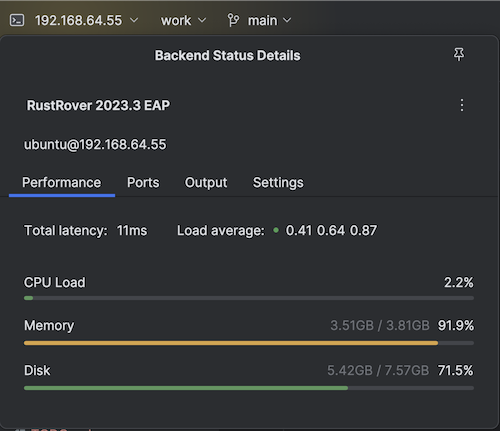 192.168.64.55 work main
Backend Status Details
RustRover 2023.3 EAP
ubuntu@192.168.64.55
Performance Ports Output Settings
Total latency: 11ms Load average: 0.41 0.64 0.87
CPU Load 2.2%
Memory 3.51GB / 3.81GB 91.9%
Disk 5.42GB / 7.57GB 71.5%